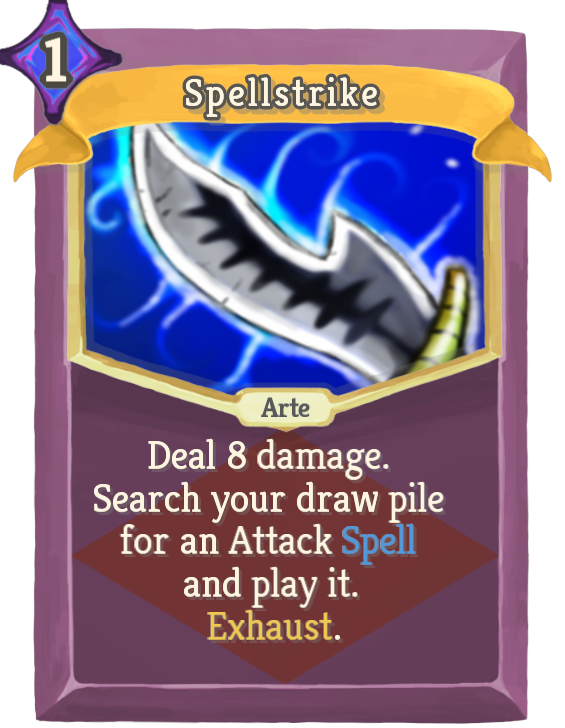 1
Spellstrike
Arte
Deal 8 damage.
Search your draw pile
for an Attack Spell
and play it.
Exhaust.